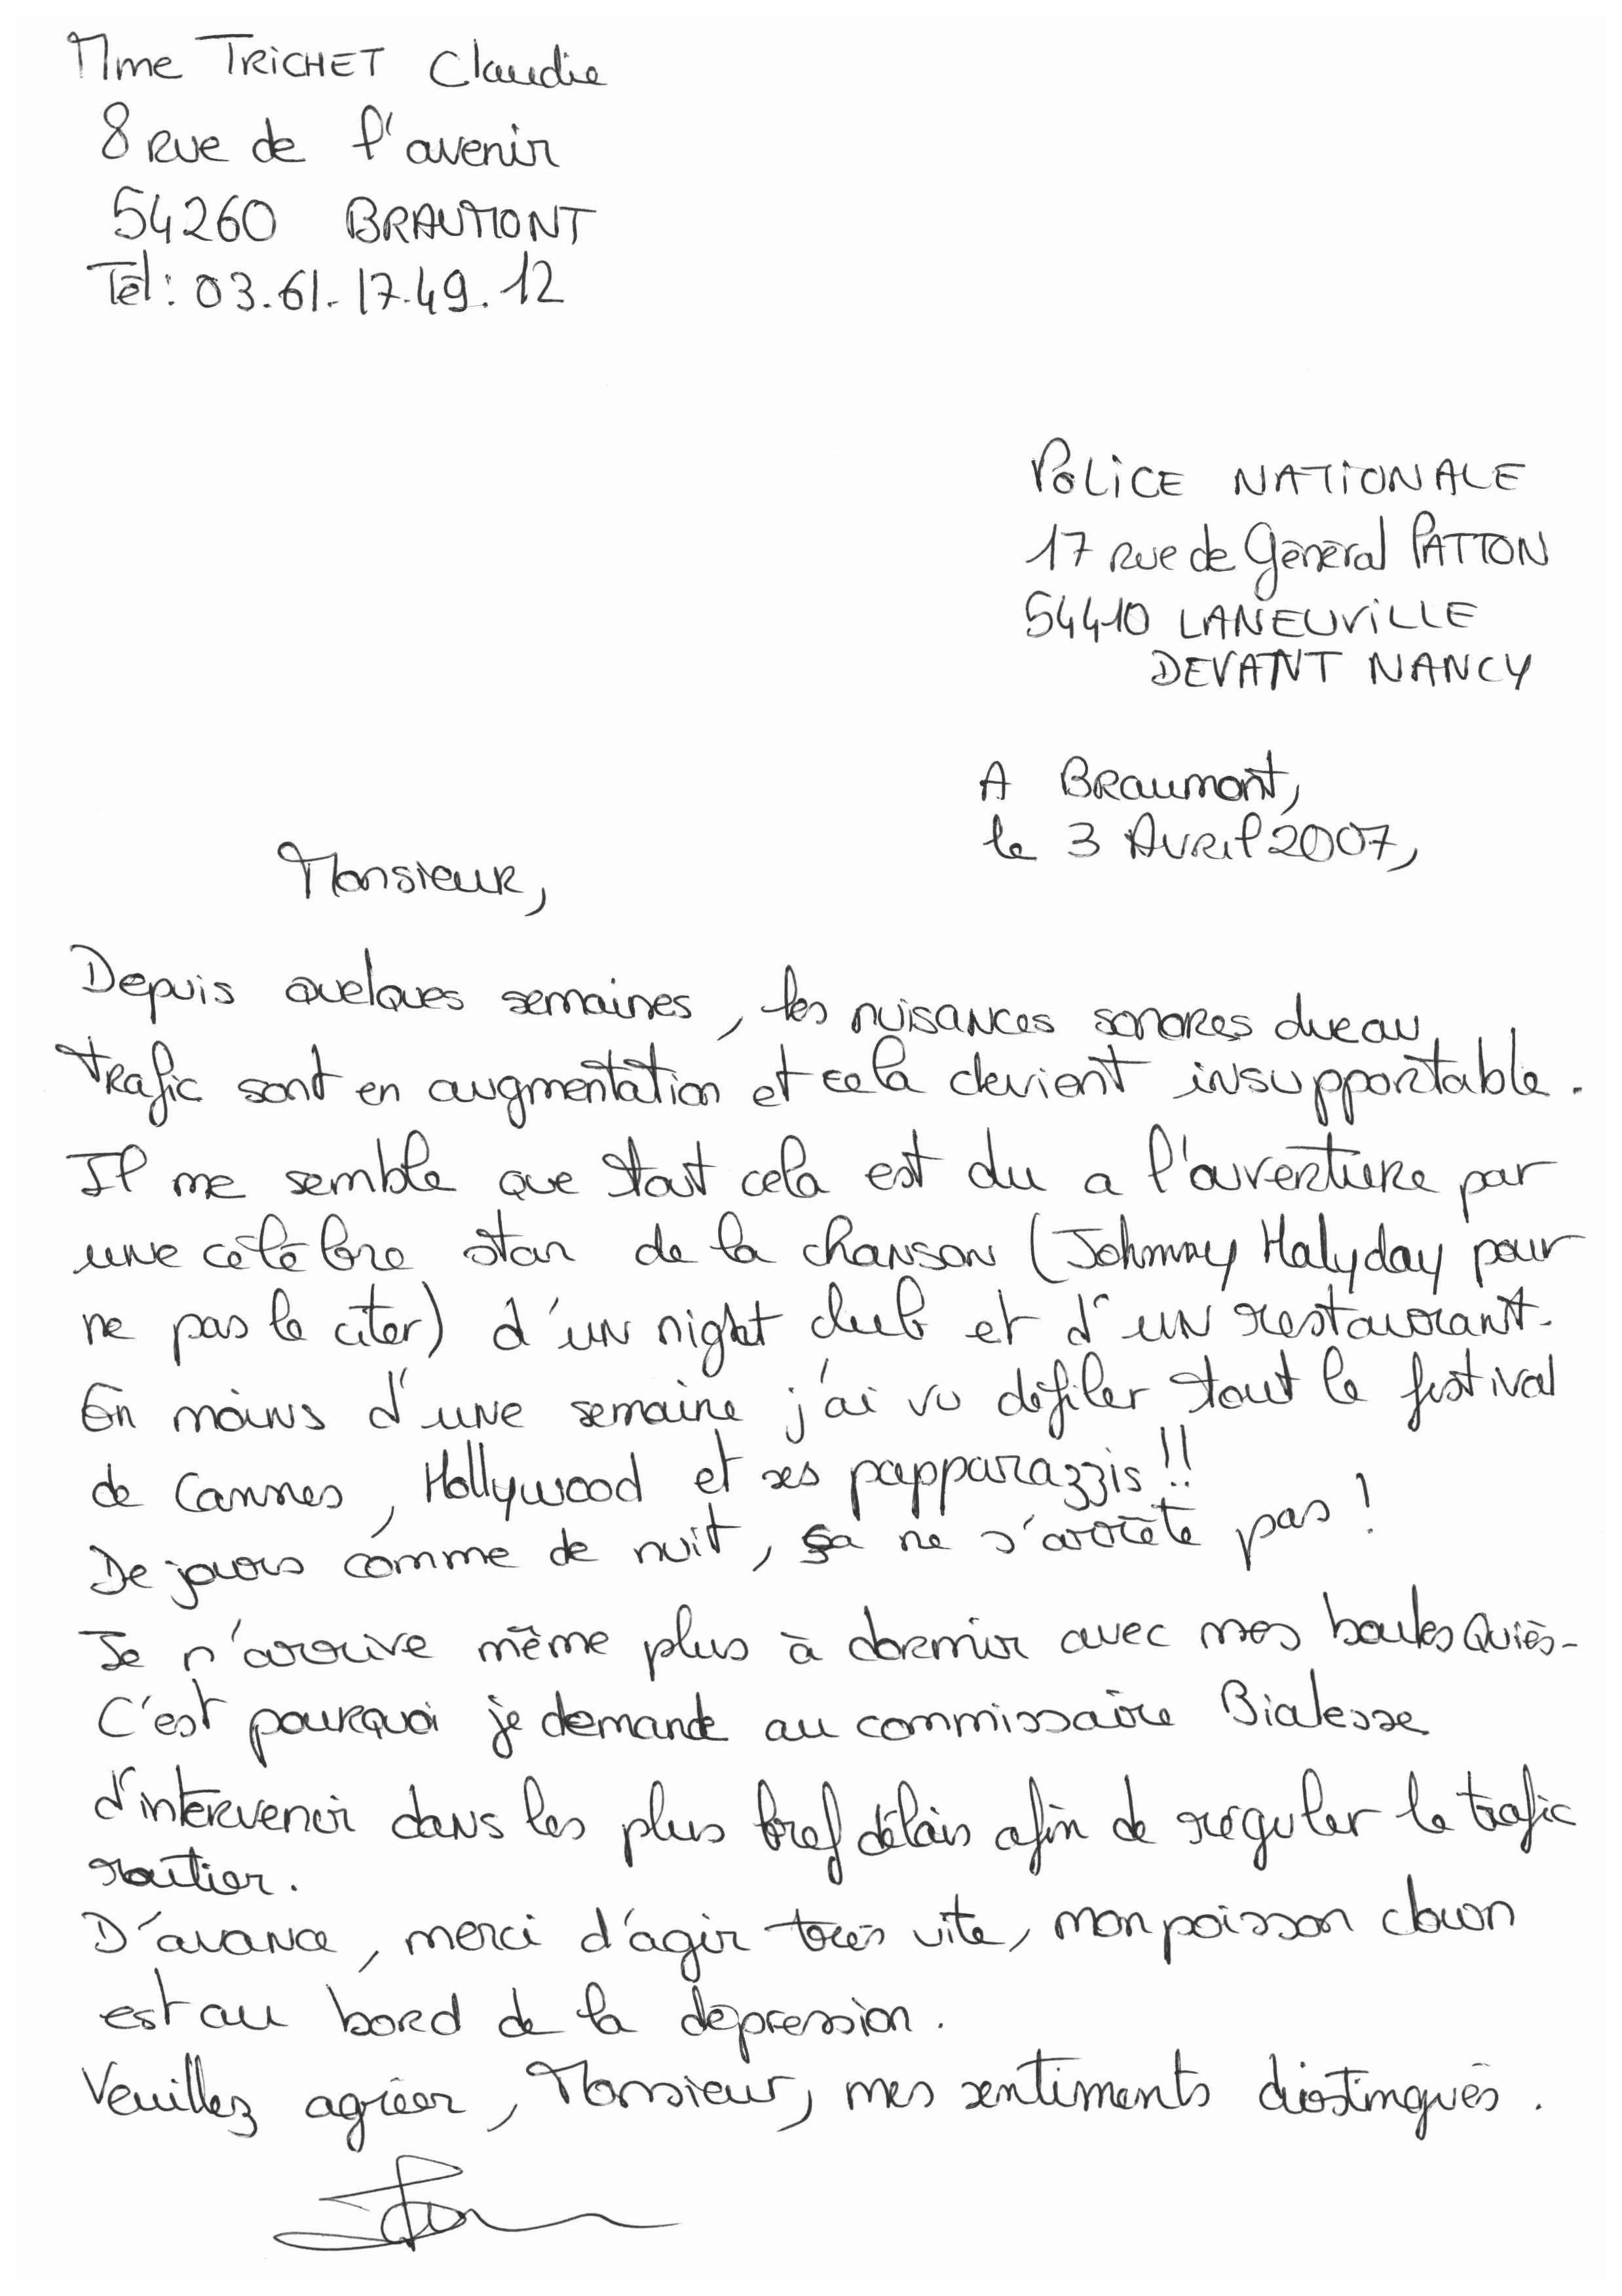 Mme TRICHET Claudie
8 Rue de l'avenir
54260 BRAUMONT
Tél : 03.61.17.49.12
POLICE NATIONALE
17 Rue de Général PATTON
54410 LANEUVILLE
DEVANT NANCY
A BRaumont,
le 3 Avril 2007,
Monsieur,
Depuis quelques semaines, les nuisances sonores due au
trafic sont en augmentation et cela devient insupportable.
Il me semble que tout cela est du a l'ouverture par
une célèbre star de la chanson (Johnny Halyday pour
ne pas le citer) d'un night club et d'un restaurant.
En moins d'une semaine j'ai vu défiler tout le festival
de Cannes, Hollywood et ses papparazzis !!
De jours comme de nuit, ça ne s'arrête pas !
Je n'arrive même plus à dormir avec mes boules Quiès.
C'est pourquoi je demande au commissaire Bialesse
d'intervenir dans les plus bref délais afin de réguler le trafic
routier.
D'avance, merci d'agir très vite, mon poisson clown
est au bord de la dépression.
Veuillez agréer, Monsieur, mes sentiments distingués.